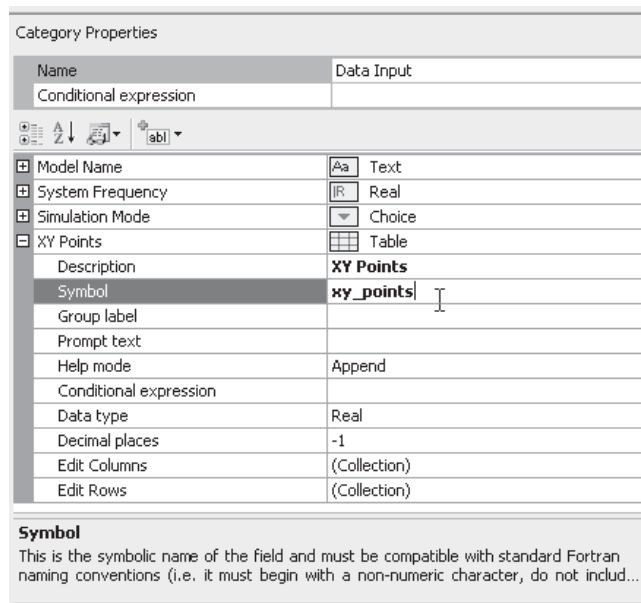 Category Properties
Name Data Input
Conditional expression
A Z abl
Model Name Aa Text
System Frequency IR Real
Simulation Mode Choice
XY Points Table
Description XY Points
Symbol xy_points
Group label
Prompt text
Help mode Append
Conditional expression
Data type Real
Decimal places -1
Edit Columns (Collection)
Edit Rows (Collection)
Symbol
This is the symbolic name of the field and must be compatible with standard Fortran
naming conventions (i.e. it must begin with a non-numeric character, do not includ...